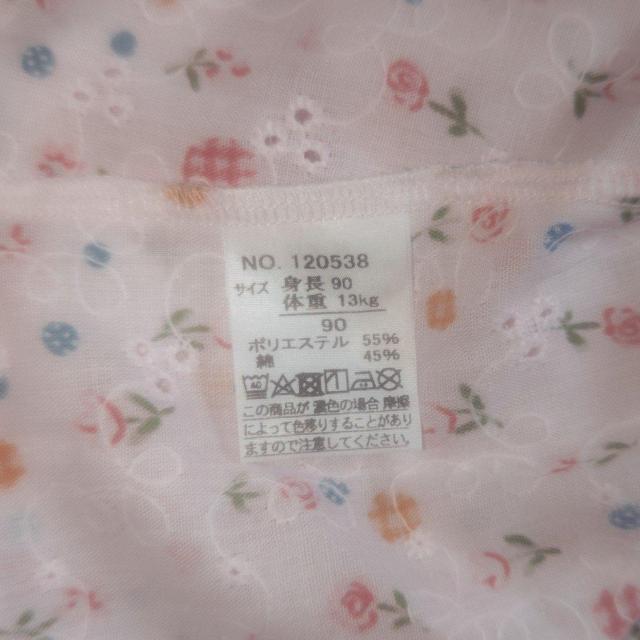 NO. 120538
サイズ 身長 90
体重 13kg
90
ポリエステル 55%
綿 45%
この商品が 濃色の場合 摩擦
によって色移りすることがあり
ますので注意してください。